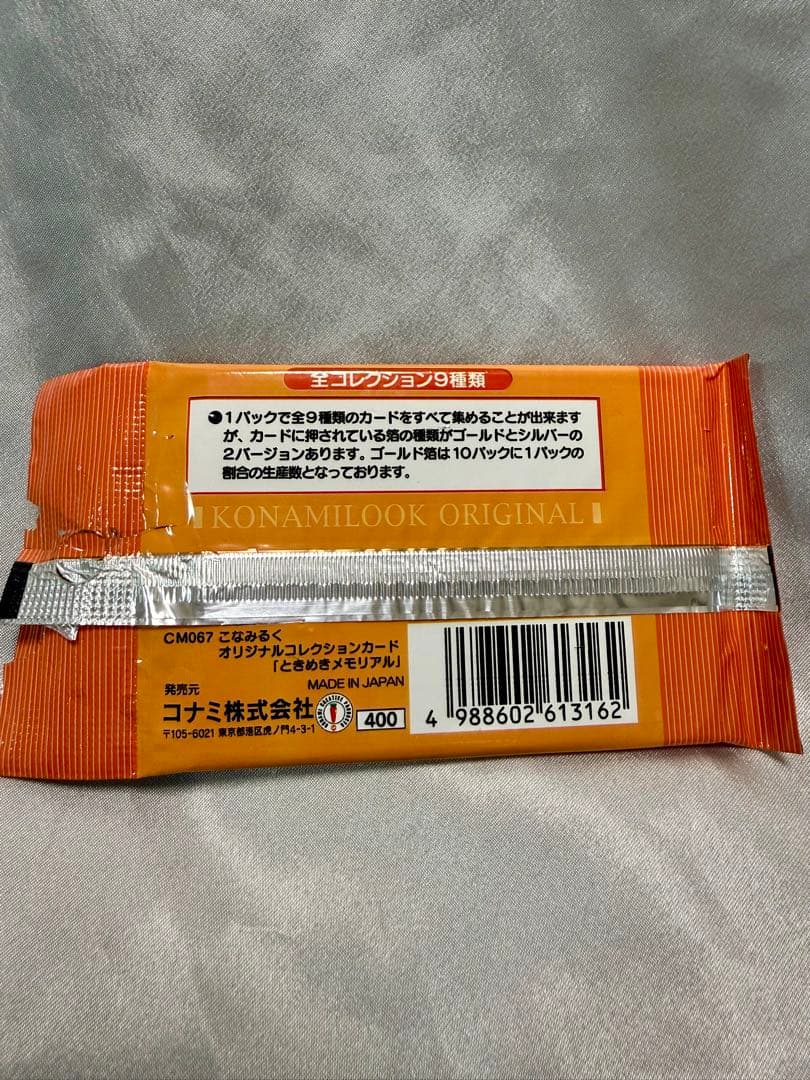 全コレクション9種類
●1パックで全9種類のカードをすべて集めることが出来ます
が、カードに押されている箔の種類がゴールドとシルバーの
2バージョンあります。ゴールド箔は10パックに1パックの
割合の生産数となっております。
KONAMILOOK ORIGINAL
CM067 こなみるく
オリジナルコレクションカード
「ときめきメモリアル」
MADE IN JAPAN
発売元
コナミ株式会社
400
〒105-6021 東京都港区虎ノ門4-3-1
4 988602 613162